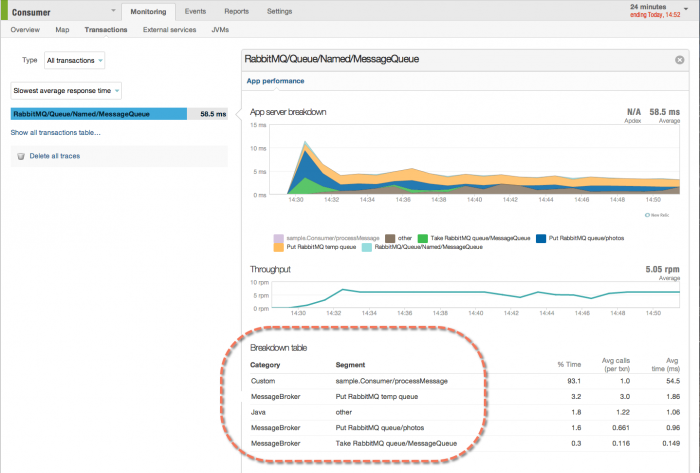 Consumer
Monitoring Events Reports Settings
24 minutes
ending Today, 14:52
Overview Map Transactions External services JVMs
Type All transactions
Slowest average response time
RabbitMQ/Queue/Named/MessageQueue 58.5 ms
Show all transactions table...
Delete all traces
RabbitMQ/Queue/Named/MessageQueue
App performance
App server breakdown
N/A 58.5 ms
Apdex Average
15 ms
10 ms
5 ms
0 ms
14:30 14:32 14:34 14:36 14:38 14:40 14:42 14:44 14:46 14:48 14:50
New Relic
sample.Consumer/processMessage other Take RabbitMQ queue/MessageQueue Put RabbitMQ queue/photos
Put RabbitMQ temp queue RabbitMQ/Queue/Named/MessageQueue
Throughput
5.05 rpm
Average
10 rpm
5 rpm
0 rpm
14:30 14:32 14:34 14:36 14:38 14:40 14:42 14:44 14:46 14:48 14:50
Breakdown table
Category Segment % Time Avg calls (per txn) Avg time (ms)
Custom sample.Consumer/processMessage 93.1 1.0 54.5
MessageBroker Put RabbitMQ temp queue 3.2 3.0 1.86
Java other 1.8 1.22 1.06
MessageBroker Put RabbitMQ queue/photos 1.6 0.661 0.96
MessageBroker Take RabbitMQ queue/MessageQueue 0.3 0.116 0.149